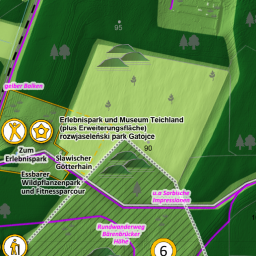 95
gelber Balken
Erlebnispark und Museum Teichland
(plus Erweiterungsfläche)
rozwjaseleński park Gatojce
90
Zum
Erlebnispark
Slawischer
Götterhain
Essbarer
Wildpflanzenpark
und Fitnessparcour
u.a Sorbische
Impressionen
Rundwanderweg
Bärenbrücker
Höhe
6